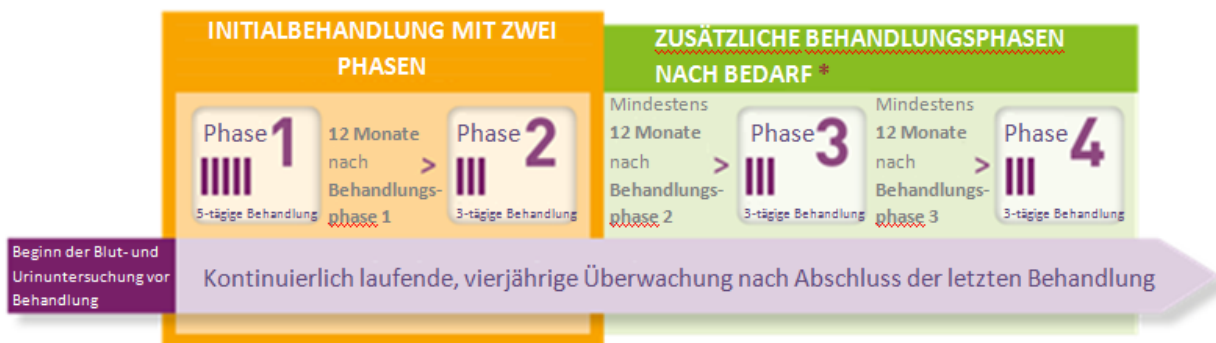 INITIALBEHANDLUNG MIT ZWEI
PHASEN
ZUSÄTZLICHE BEHANDLUNGSPHASEN
NACH BEDARF *
Phase 1
5-tägige Behandlung
12 Monate
nach
Behandlungs-
phase 1
>
Phase 2
3-tägige Behandlung
Mindestens
12 Monate
nach
Behandlungs-
phase 2
>
Phase 3
3-tägige Behandlung
Mindestens
12 Monate
nach
Behandlungs-
phase 3
>
Phase 4
3-tägige Behandlung
Beginn der Blut- und
Urinuntersuchung vor
Behandlung
Kontinuierlich laufende, vierjährige Überwachung nach Abschluss der letzten Behandlung